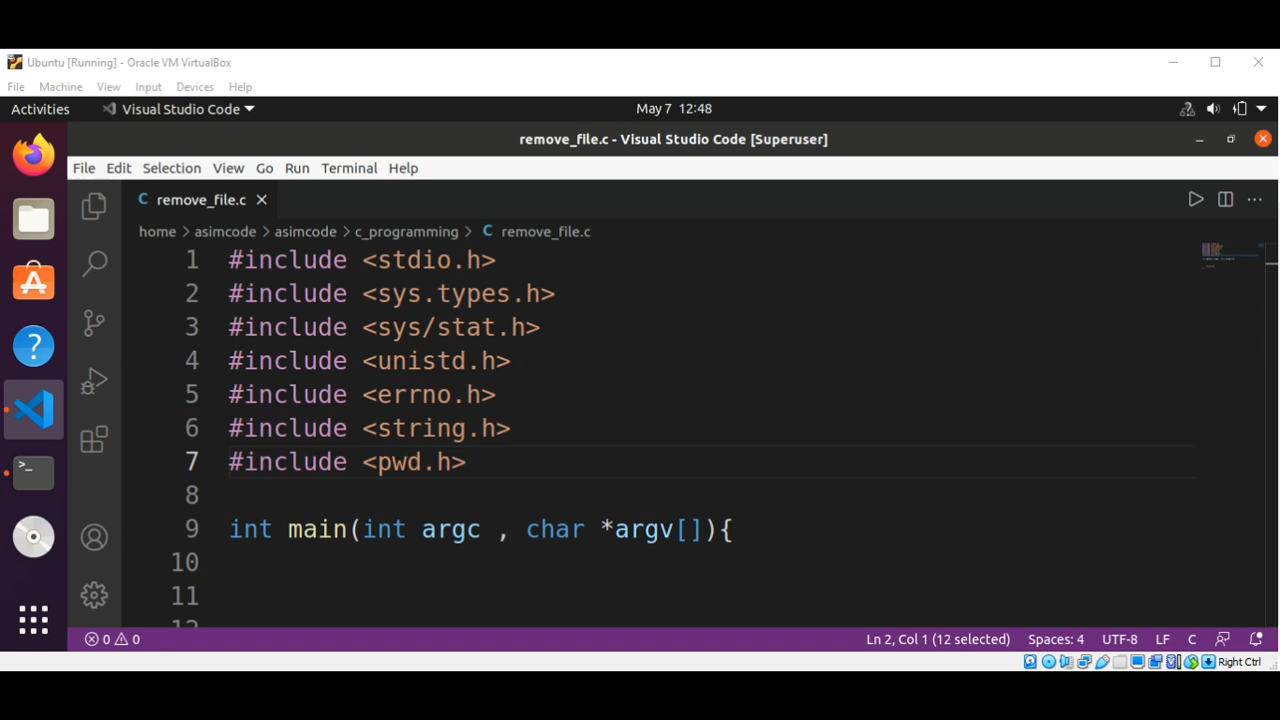 Ubuntu [Running] - Oracle VM VirtualBox
File Machine View Input Devices Help
Activities Visual Studio Code May 7 12:48
remove_file.c - Visual Studio Code [Superuser]
File Edit Selection View Go Run Terminal Help
C remove_file.c
home > asimcode > asimcode > c_programming > C remove_file.c
1 #include <stdio.h>
2 #include <sys.types.h>
3 #include <sys/stat.h>
4 #include <unistd.h>
5 #include <errno.h>
6 #include <string.h>
7 #include <pwd.h>
8
9 int main(int argc , char *argv[]){
10
11
12
0 0 Ln 2, Col 1 (12 selected) Spaces: 4 UTF-8 LF C
Right Ctrl